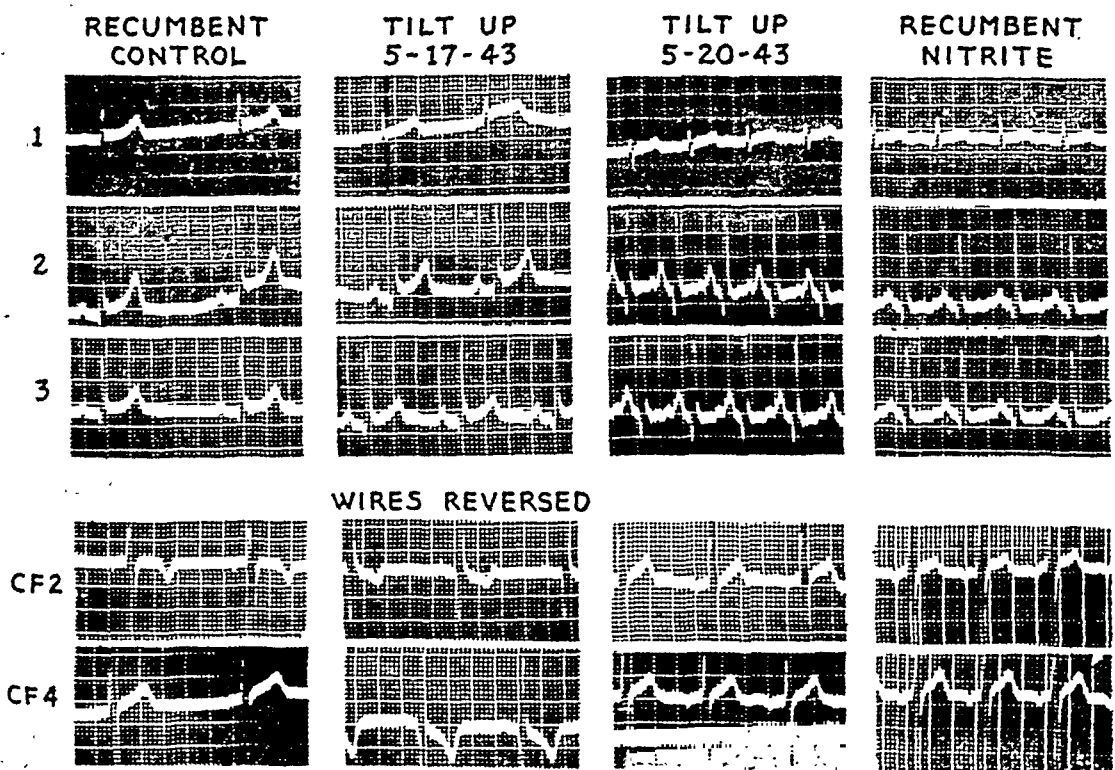 RECUMBENT CONTROL
TILT UP 5-17-43
TILT UP 5-20-43
RECUMBENT NITRITE
1
2
3
WIRES REVERSED
CF2
CF4